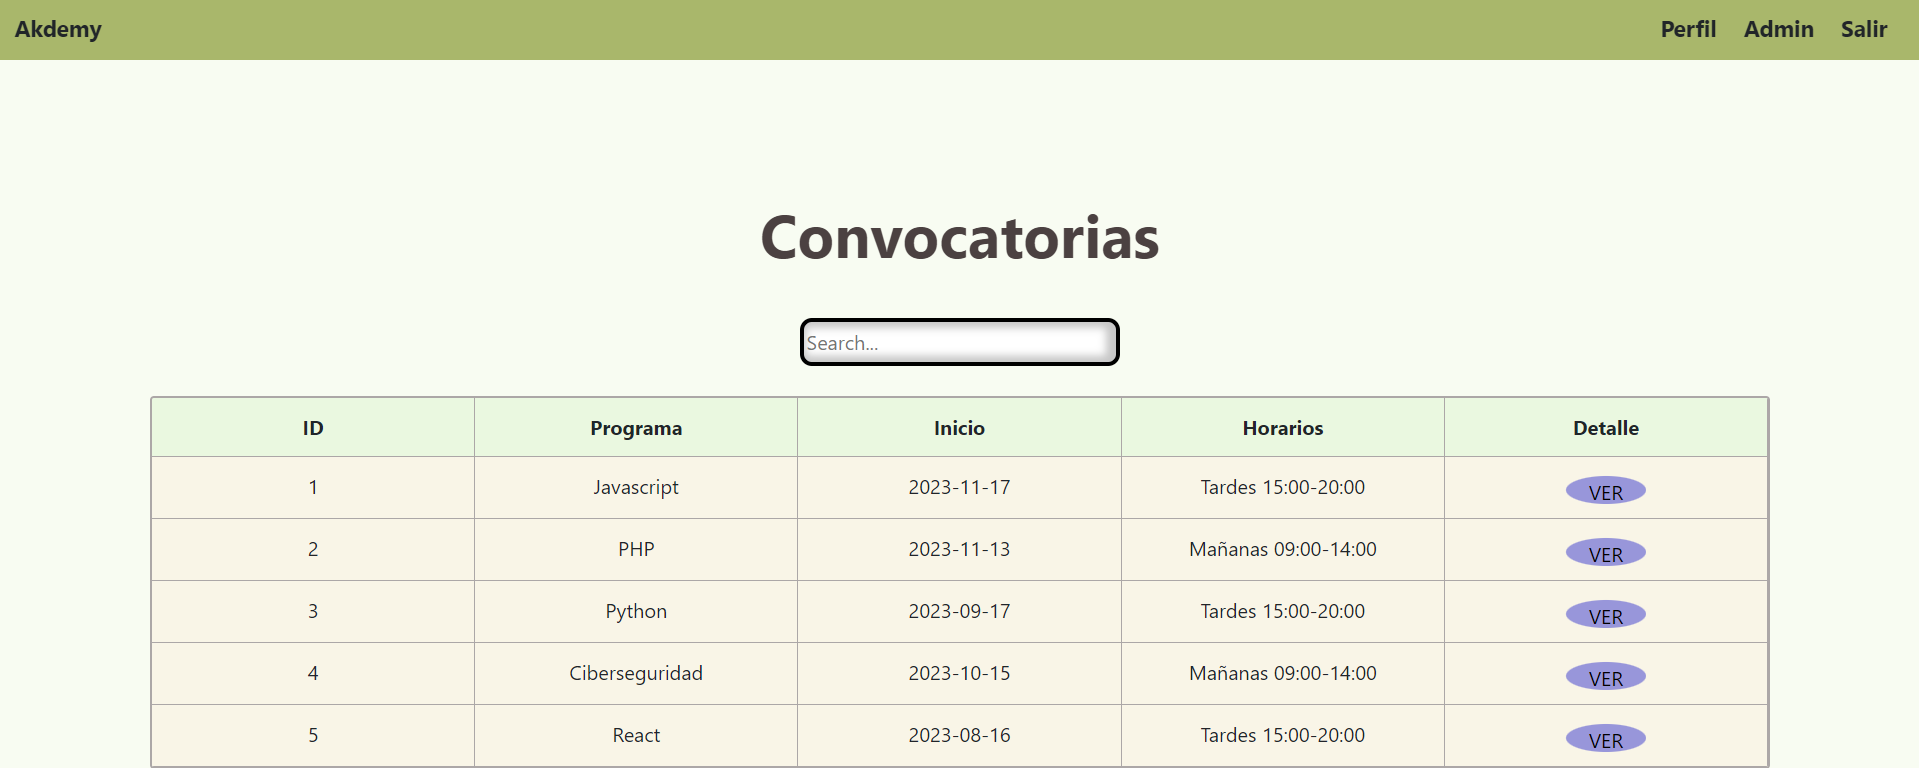 Akdemy Perfil Admin Salir
Convocatorias
Search...
ID Programa Inicio Horarios Detalle
1 Javascript 2023-11-17 Tardes 15:00-20:00 VER
2 PHP 2023-11-13 Mañanas 09:00-14:00 VER
3 Python 2023-09-17 Tardes 15:00-20:00 VER
4 Ciberseguridad 2023-10-15 Mañanas 09:00-14:00 VER
5 React 2023-08-16 Tardes 15:00-20:00 VER